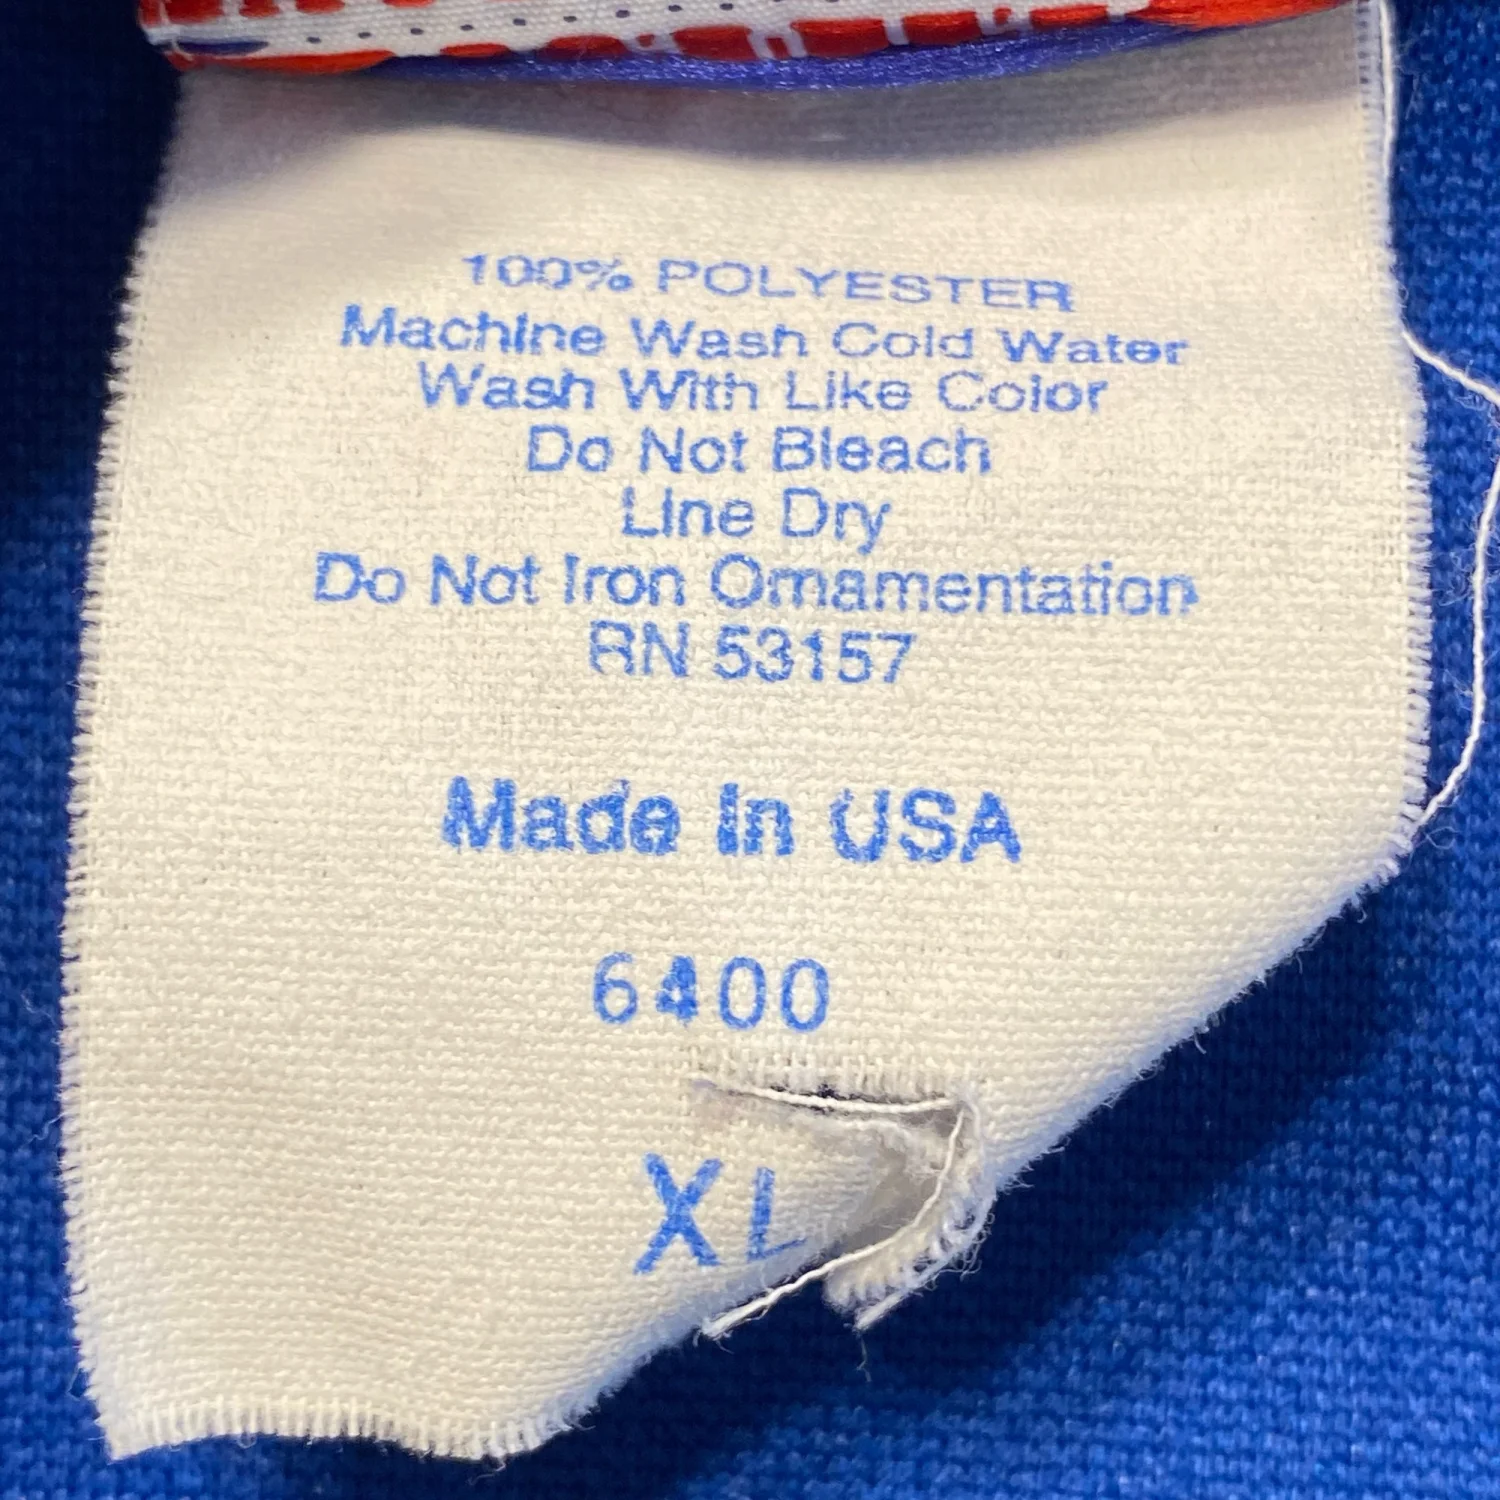 100% POLYESTER
Machine Wash Cold Water
Wash With Like Color
Do Not Bleach
Line Dry
Do Not Iron Ornamentation
RN 53157
Made In USA
6400
XL